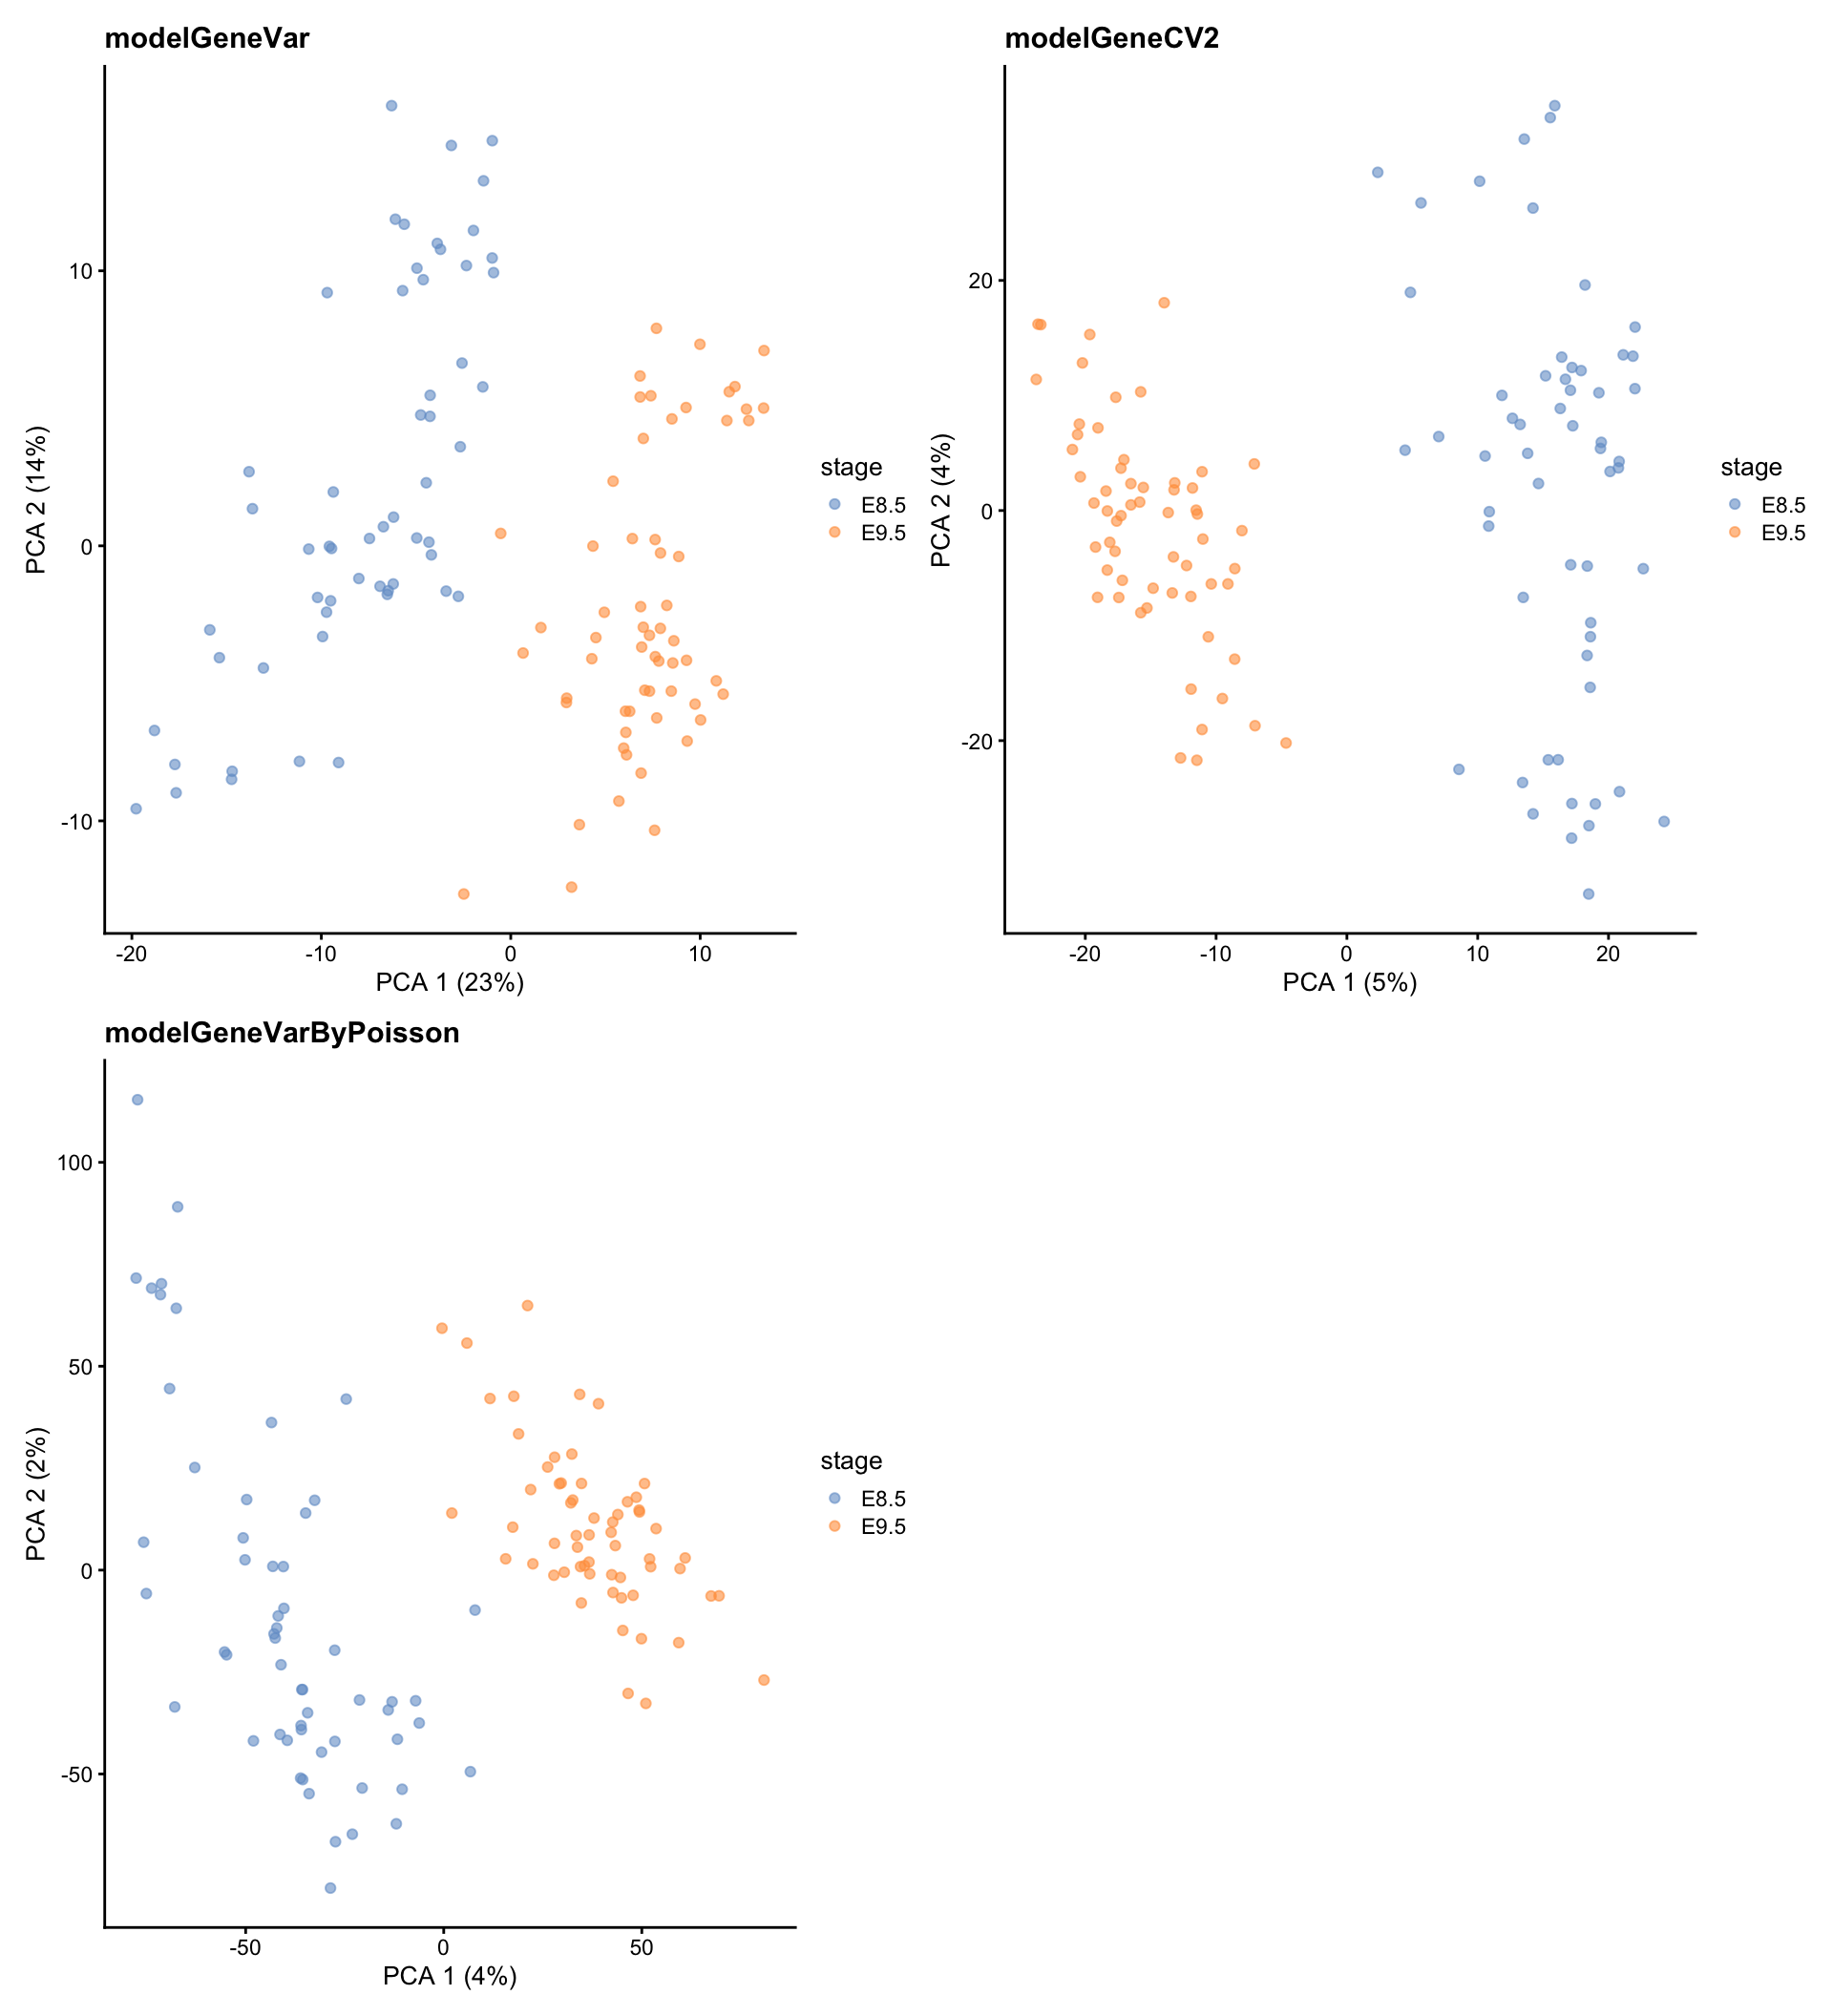 modelGeneVar
10
0
-10
PCA 2 (14%)
-20
-10
0
10
PCA 1 (23%)
stage
E8.5
E9.5
modelGeneCV2
20
0
-20
PCA 2 (4%)
-20
-10
0
10
20
PCA 1 (5%)
stage
E8.5
E9.5
modelGeneVarByPoisson
100
50
0
-50
PCA 2 (2%)
-50
0
50
PCA 1 (4%)
stage
E8.5
E9.5